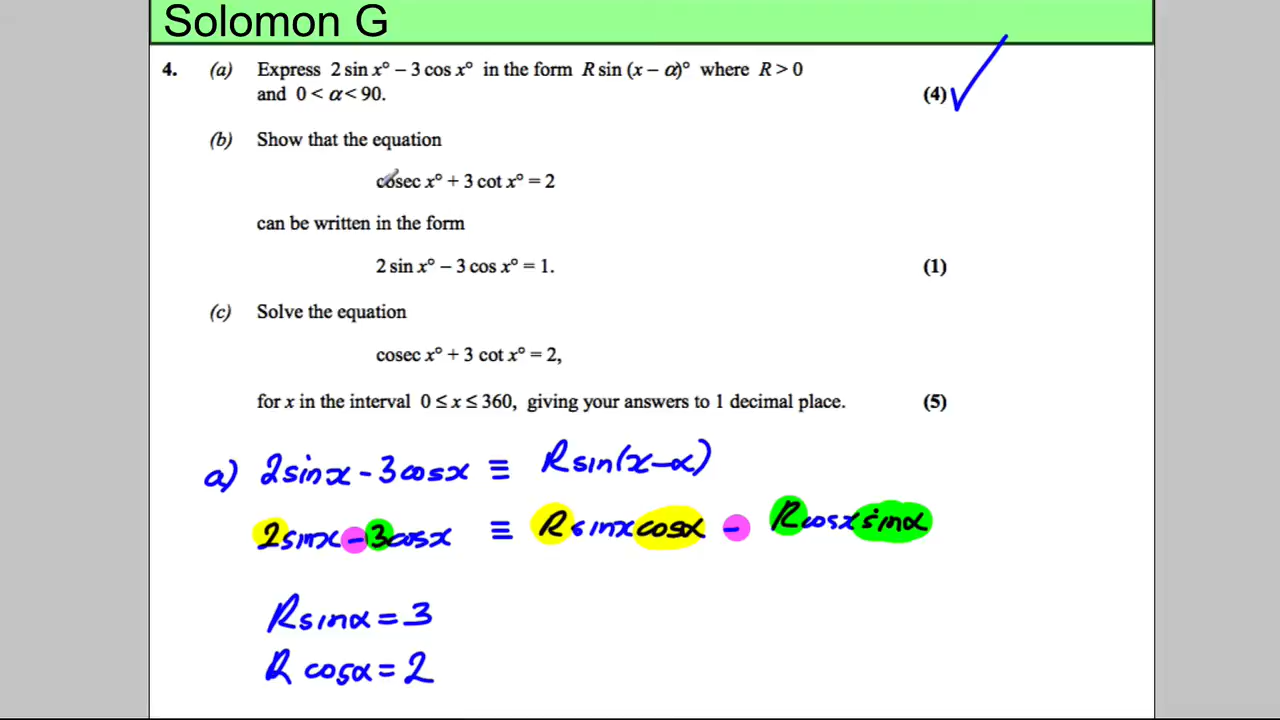 Solomon G
4. (a) Express 2 sin x° − 3 cos x° in the form R sin (x − α)° where R > 0
and 0 < α < 90. (4)
(b) Show that the equation
cosec x° + 3 cot x° = 2
can be written in the form
2 sin x° − 3 cos x° = 1. (1)
(c) Solve the equation
cosec x° + 3 cot x° = 2,
for x in the interval 0 ≤ x ≤ 360, giving your answers to 1 decimal place. (5)
a) 2sinx − 3cosx ≡ Rsin(x−α)
2sinx − 3cosx ≡ Rsinxcosα − Rcosxsinα
Rsinα = 3
R cosα = 2